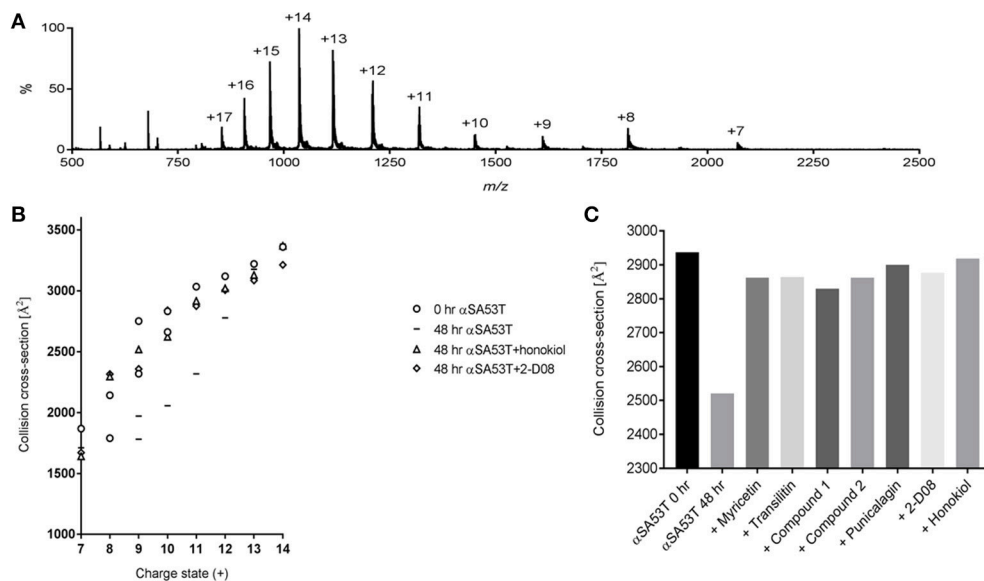 A
+14
+13
+15
+12
+16
+11
+17
+10
+9
+8
+7
100
50
0
%
500
750
1000
1250
1500
1750
2000
2250
2500
m/z
B
3500
3000
2500
2000
1500
1000
Collision cross-section [Å²]
7 8 9 10 11 12 13 14
Charge state (+)
0 hr αSA53T
48 hr αSA53T
48 hr αSA53T+honokiol
48 hr αSA53T+2-D08
C
3000
2900
2800
2700
2600
2500
2400
2300
Collision cross-section [Å²]
αSA53T 0 hr
αSA53T 48 hr
+ Myricetin
+ Transilitin
+ Compound 1
+ Compound 2
+ Punicalagin
+ 2-D08
+ Honokiol